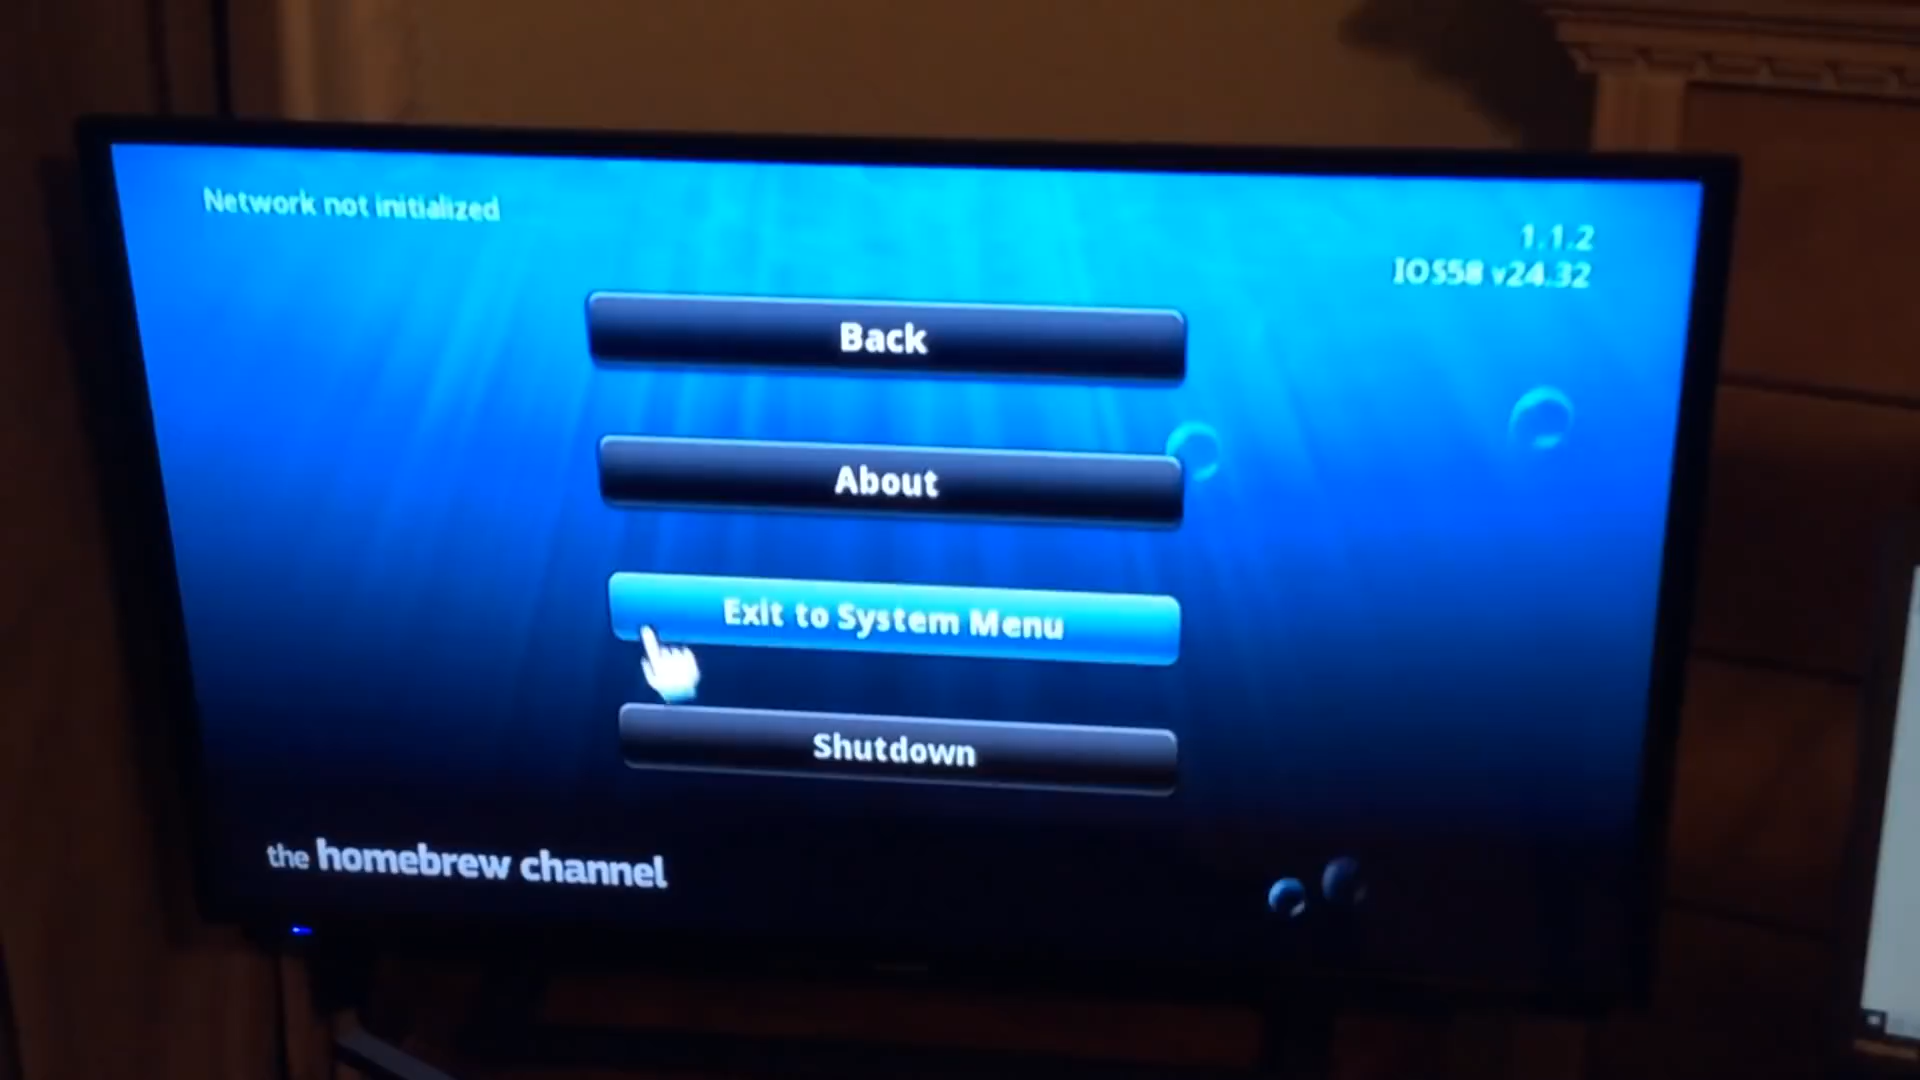 Network not initialized
1.1.2
IOS58 v24.32
Back
About
Exit to System Menu
Shutdown
the homebrew channel